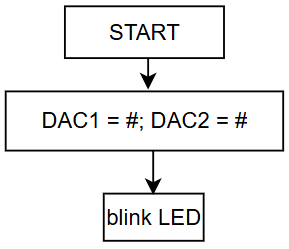 START
DAC1 = #; DAC2 = #
blink LED